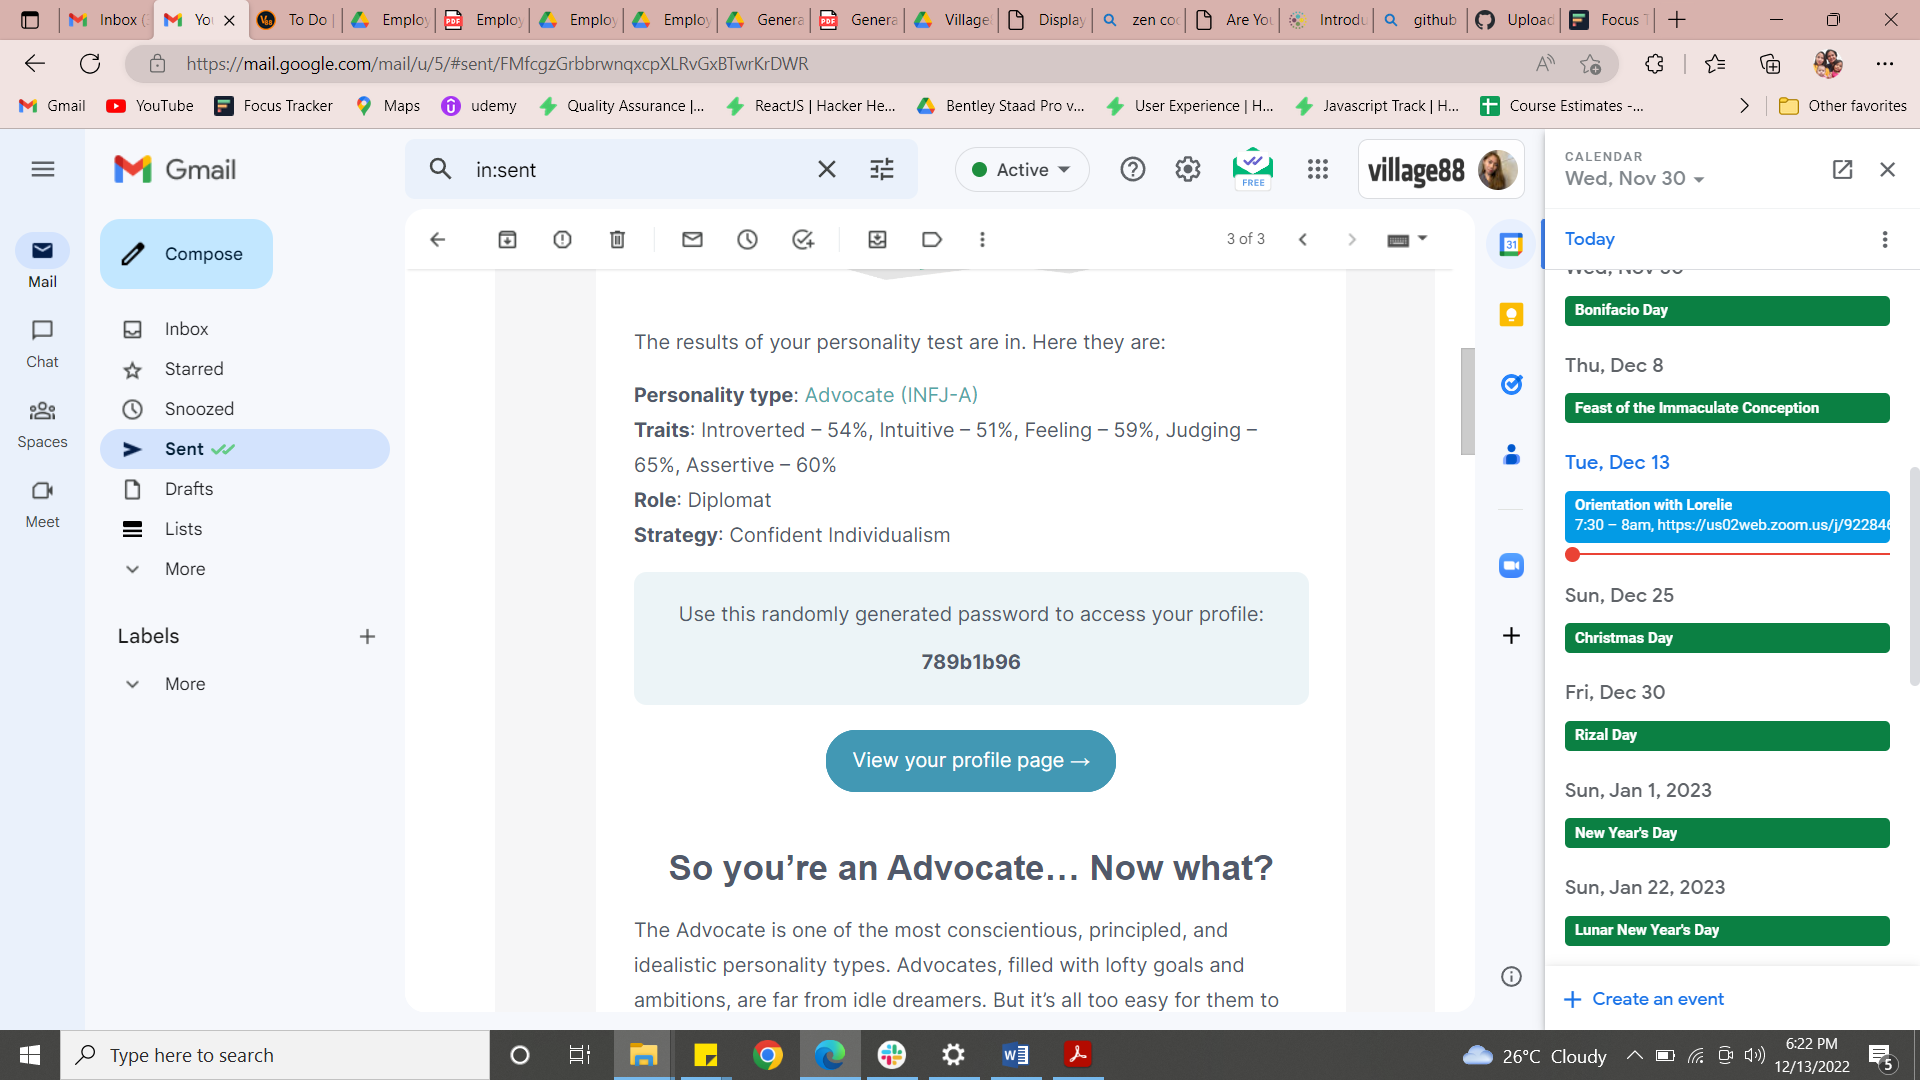 Inbox (
You
To Do |
Employ
Employ
Employ
Employ
Genera
Genera
Village
Display
zen co
Are You
Introdu
github
Upload
Focus T
https://mail.google.com/mail/u/5/#sent/FMfcgzGrbbrwnqxcpXLRvGxBTwrKrDWR
Gmail
YouTube
Focus Tracker
Maps
udemy
Quality Assurance |...
ReactJS | Hacker He...
Bentley Staad Pro v...
User Experience | H...
Javascript Track | H...
Course Estimates -...
Other favorites
Gmail
in:sent
Active
FREE
village88
CALENDAR
Wed, Nov 30
Compose
3 of 3
31
Today
Mail
Chat
Spaces
Meet
Inbox
Starred
Snoozed
Sent
Drafts
Lists
More
Labels
More
The results of your personality test are in. Here they are:
Personality type: Advocate (INFJ-A)
Traits: Introverted – 54%, Intuitive – 51%, Feeling – 59%, Judging –
65%, Assertive – 60%
Role: Diplomat
Strategy: Confident Individualism
Use this randomly generated password to access your profile:
789b1b96
View your profile page →
So you’re an Advocate… Now what?
The Advocate is one of the most conscientious, principled, and
idealistic personality types. Advocates, filled with lofty goals and
ambitions, are far from idle dreamers. But it’s all too easy for them to
Wed, Nov 30
Bonifacio Day
Thu, Dec 8
Feast of the Immaculate Conception
Tue, Dec 13
Orientation with Lorelie
7:30 – 8am, https://us02web.zoom.us/j/922846
Sun, Dec 25
Christmas Day
Fri, Dec 30
Rizal Day
Sun, Jan 1, 2023
New Year's Day
Sun, Jan 22, 2023
Lunar New Year's Day
Create an event
Type here to search
26°C Cloudy
6:22 PM
12/13/2022
5